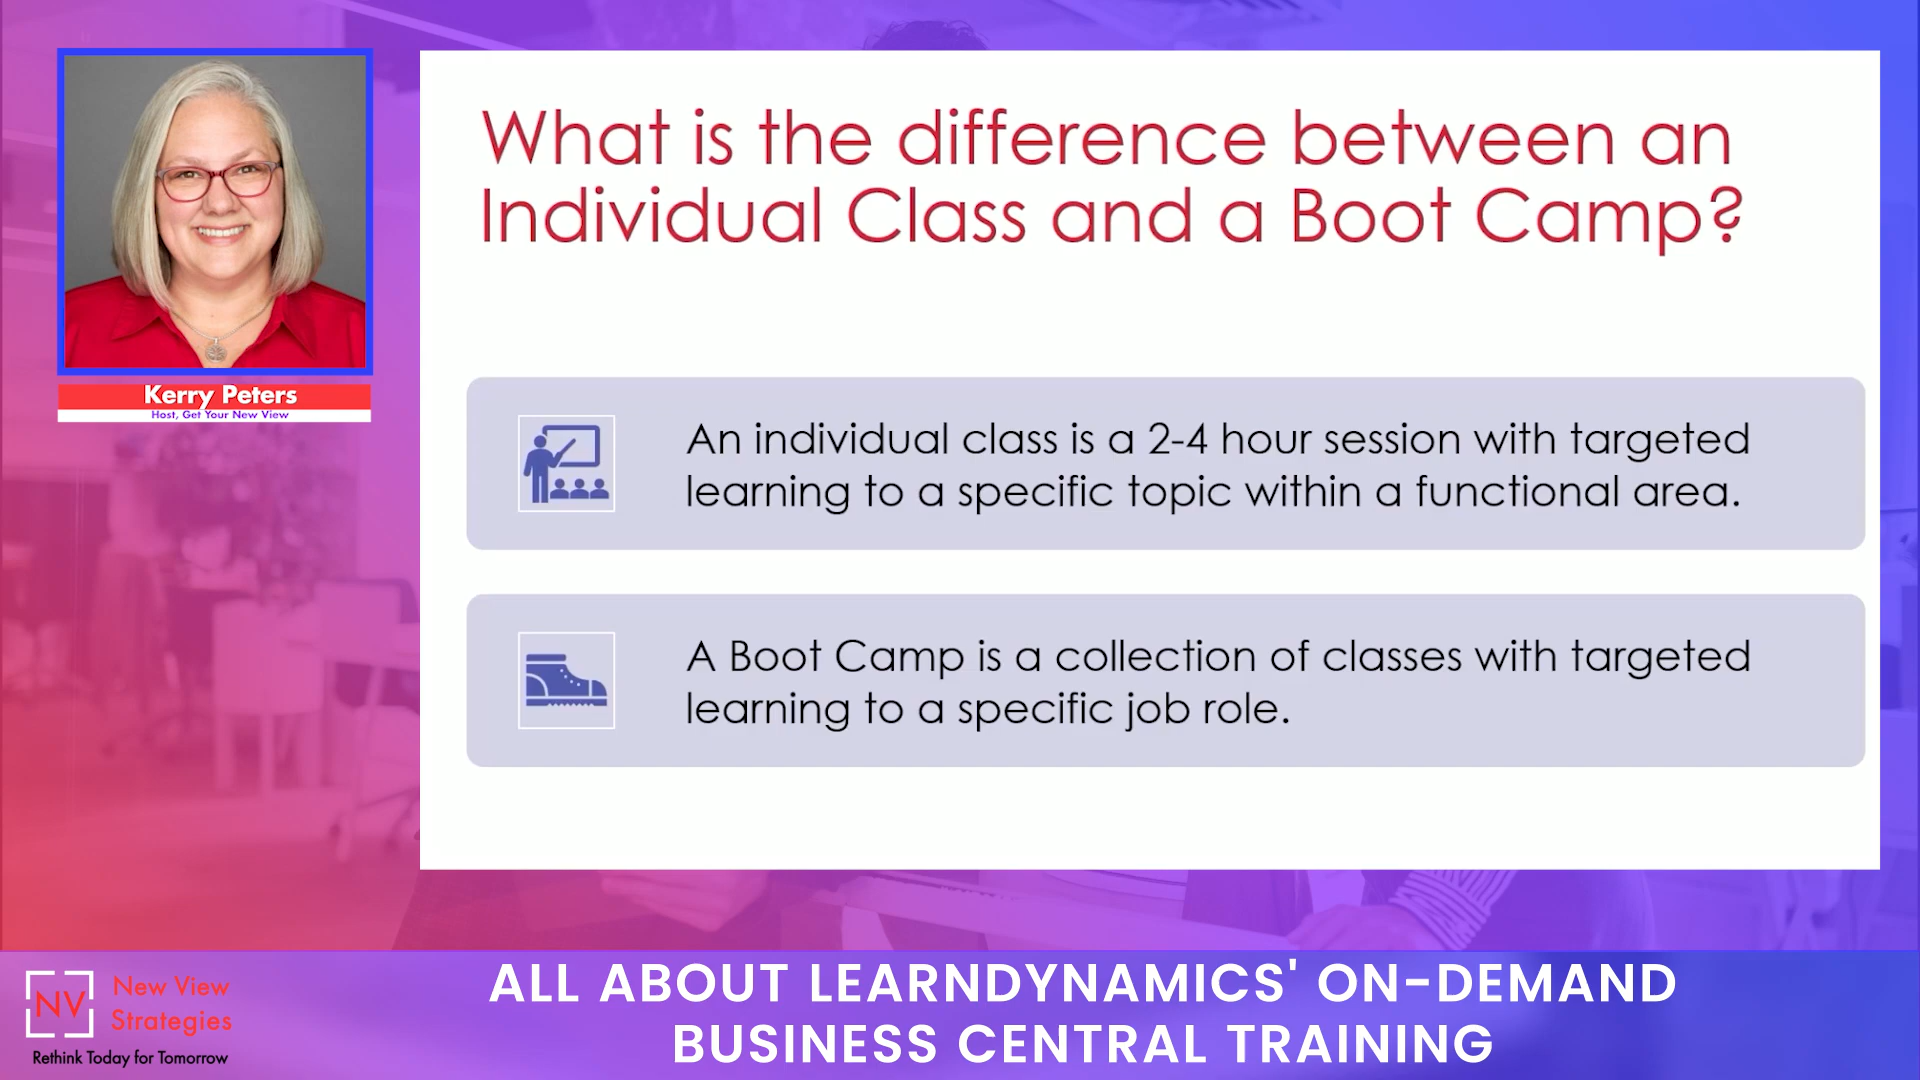 What is the difference between an
Individual Class and a Boot Camp?
An individual class is a 2-4 hour session with targeted
learning to a specific topic within a functional area.
A Boot Camp is a collection of classes with targeted
learning to a specific job role.
Kerry Peters
Host, Get Your New View
NV
New View
Strategies
Rethink Today for Tomorrow
ALL ABOUT LEARNDYNAMICS' ON-DEMAND
BUSINESS CENTRAL TRAINING